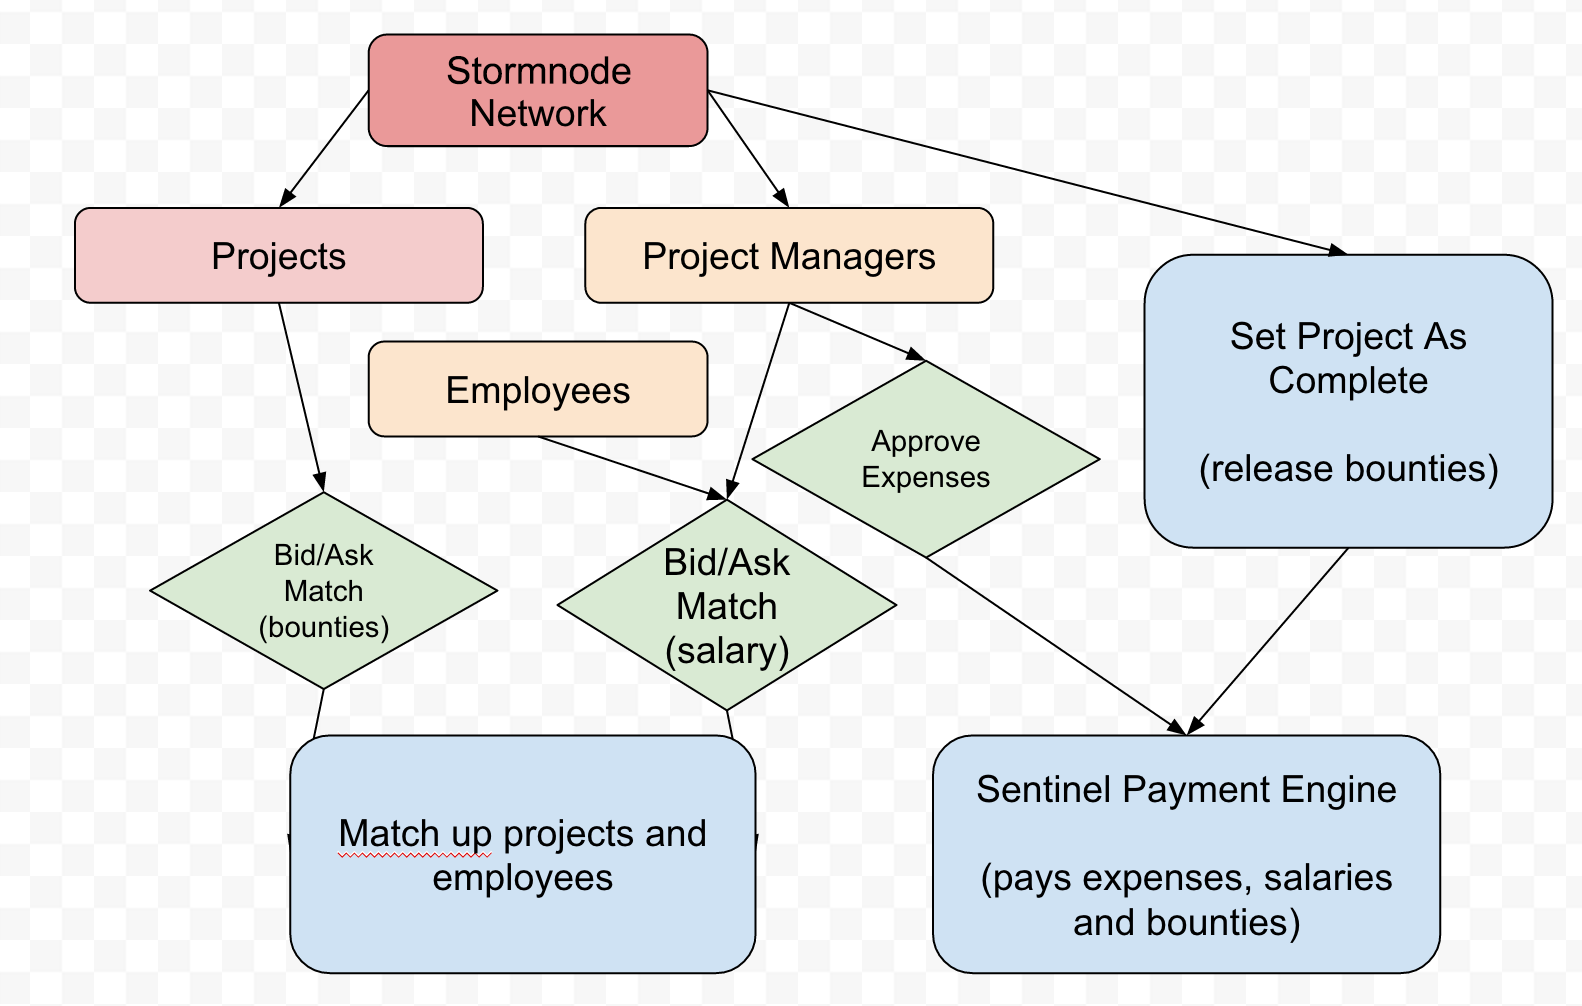 Stormnode
Network
Projects
Project Managers
Set Project As
Complete
(release bounties)
Employees
Approve
Expenses
Bid/Ask
Match
(bounties)
Bid/Ask
Match
(salary)
Match up projects and
employees
Sentinel Payment Engine
(pays expenses, salaries
and bounties)